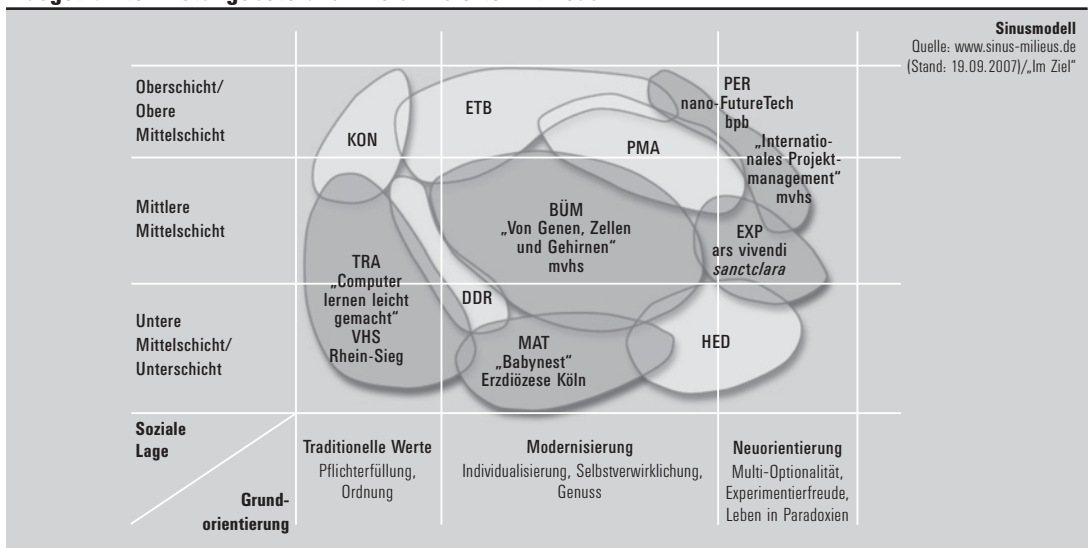 Sinusmodell
Quelle: www.sinus-milieus.de
(Stand: 19.09.2007)/„Im Ziel“
Oberschicht/
Obere
Mittelschicht
Mittlere
Mittelschicht
Untere
Mittelschicht/
Unterschicht
KON
ETB
PMA
PER
nano-FutureTech
bpb
„Internatio-
nales Projekt-
management“
mvhs
TRA
„Computer
lernen leicht
gemacht“
VHS
Rhein-Sieg
DDR
BÜM
„Von Genen, Zellen
und Gehirnen“
mvhs
EXP
ars vivendi
sanctclara
MAT
„Babynest“
Erzdiözese Köln
HED
Soziale
Lage
Grund-
orientierung
Traditionelle Werte
Pflichterfüllung,
Ordnung
Modernisierung
Individualisierung, Selbstverwirklichung,
Genuss
Neuorientierung
Multi-Optionalität,
Experimentierfreude,
Leben in Paradoxien